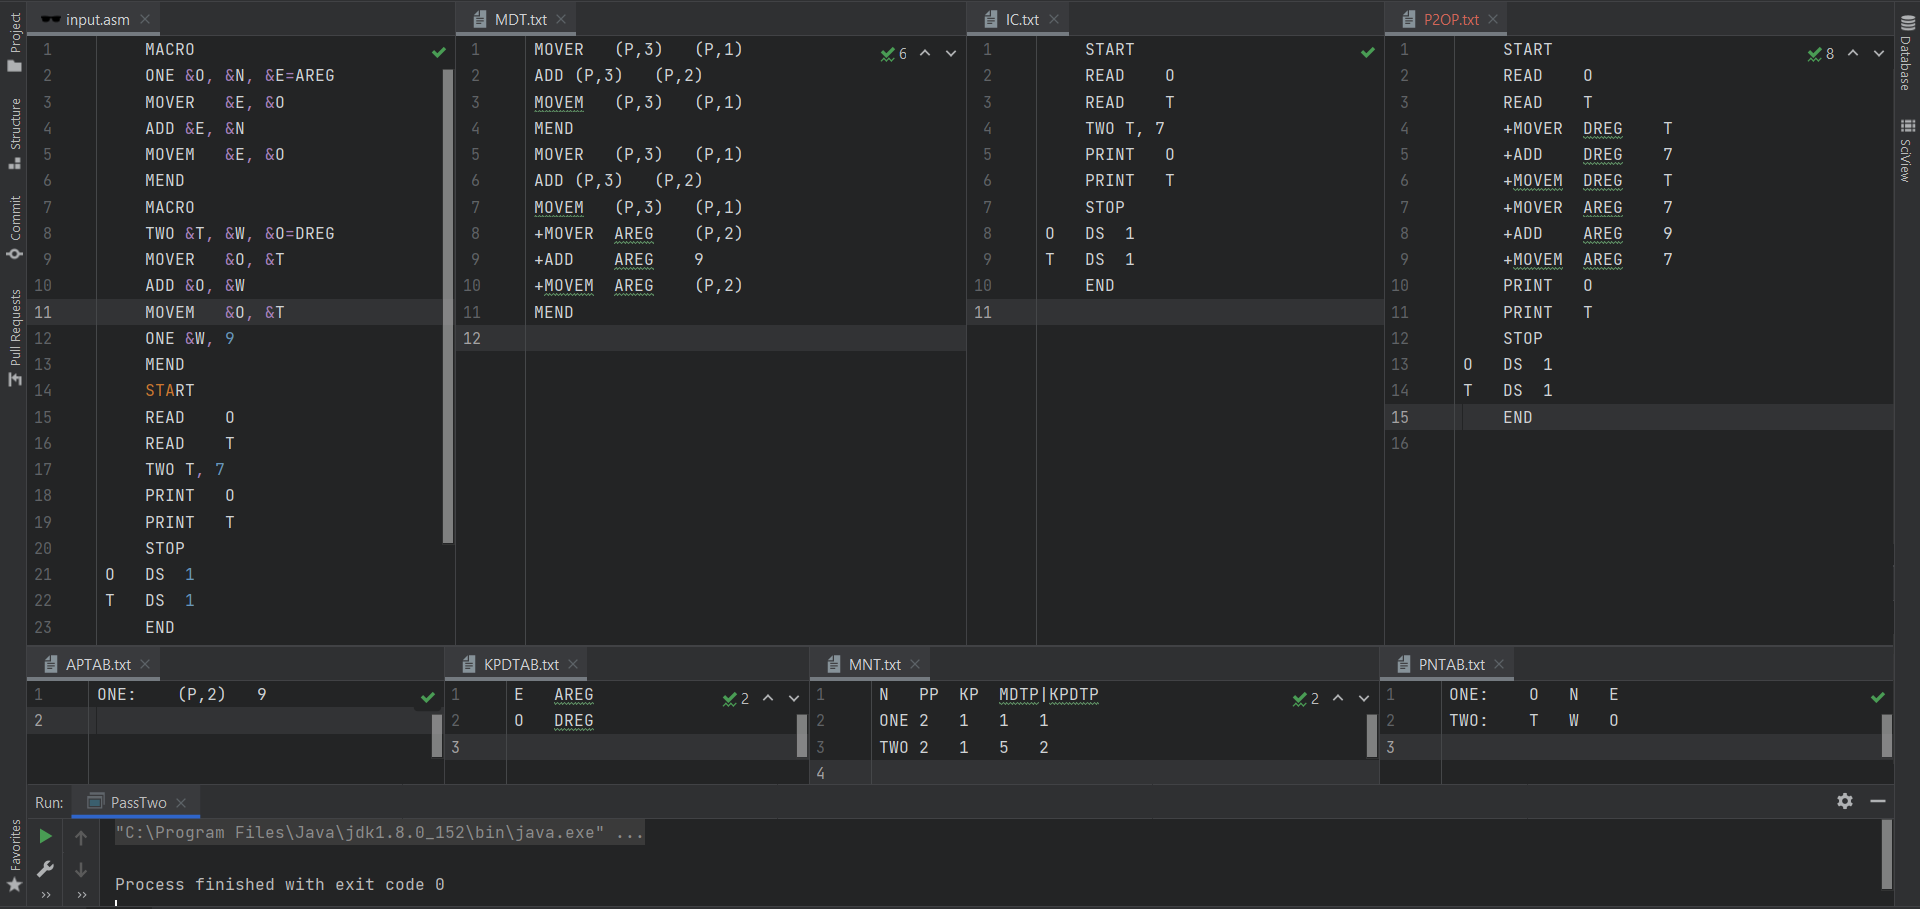 input.asm
MACRO
ONE &O, &N, &E=AREG
MOVER &E, &O
ADD &E, &N
MOVEM &E, &O
MEND
MACRO
TWO &T, &W, &O=DREG
MOVER &O, &T
ADD &O, &W
MOVEM &O, &T
ONE &W, 9
MEND
START
READ O
READ T
TWO T, 7
PRINT O
PRINT T
STOP
O DS 1
T DS 1
END
1
2
3
4
5
6
7
8
9
10
11
12
13
14
15
16
17
18
19
20
21
22
23
MDT.txt
6
1 MOVER (P,3) (P,1)
2 ADD (P,3) (P,2)
3 MOVEM (P,3) (P,1)
4 MEND
5 MOVER (P,3) (P,1)
6 ADD (P,3) (P,2)
7 MOVEM (P,3) (P,1)
8 +MOVER AREG (P,2)
9 +ADD AREG 9
10 +MOVEM AREG (P,2)
11 MEND
12
IC.txt
1 START
2 READ O
3 READ T
4 TWO T, 7
5 PRINT O
6 PRINT T
7 STOP
8 O DS 1
9 T DS 1
10 END
11
P2OP.txt
8
1 START
2 READ O
3 READ T
4 +MOVER DREG T
5 +ADD DREG 7
6 +MOVEM DREG T
7 +MOVER AREG 7
8 +ADD AREG 9
9 +MOVEM AREG 7
10 PRINT O
11 PRINT T
12 STOP
13 O DS 1
14 T DS 1
15 END
16
APTAB.txt
1 ONE: (P,2) 9
2
KPDTAB.txt
2
1 E AREG
2 O DREG
3
MNT.txt
2
1 N PP KP MDTP|KPDTP
2 ONE 2 1 1 1
3 TWO 2 1 5 2
4
PNTAB.txt
1 ONE: O N E
2 TWO: T W O
3
Run: PassTwo
"C:\Program Files\Java\jdk1.8.0_152\bin\java.exe" ...
Process finished with exit code 0
Project
Structure
Commit
Pull Requests
Favorites
Database
SciView